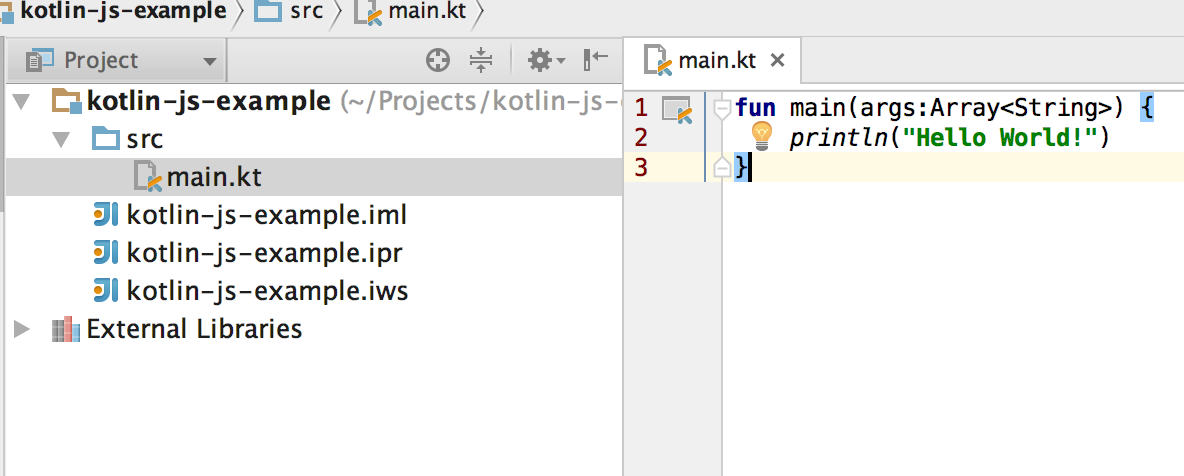 kotlin-js-example src main.kt
Project
kotlin-js-example (~/Projects/kotlin-js-
src
main.kt
kotlin-js-example.iml
kotlin-js-example.ipr
kotlin-js-example.iws
External Libraries
main.kt
1 fun main(args:Array<String>) {
2 println("Hello World!")
3 }